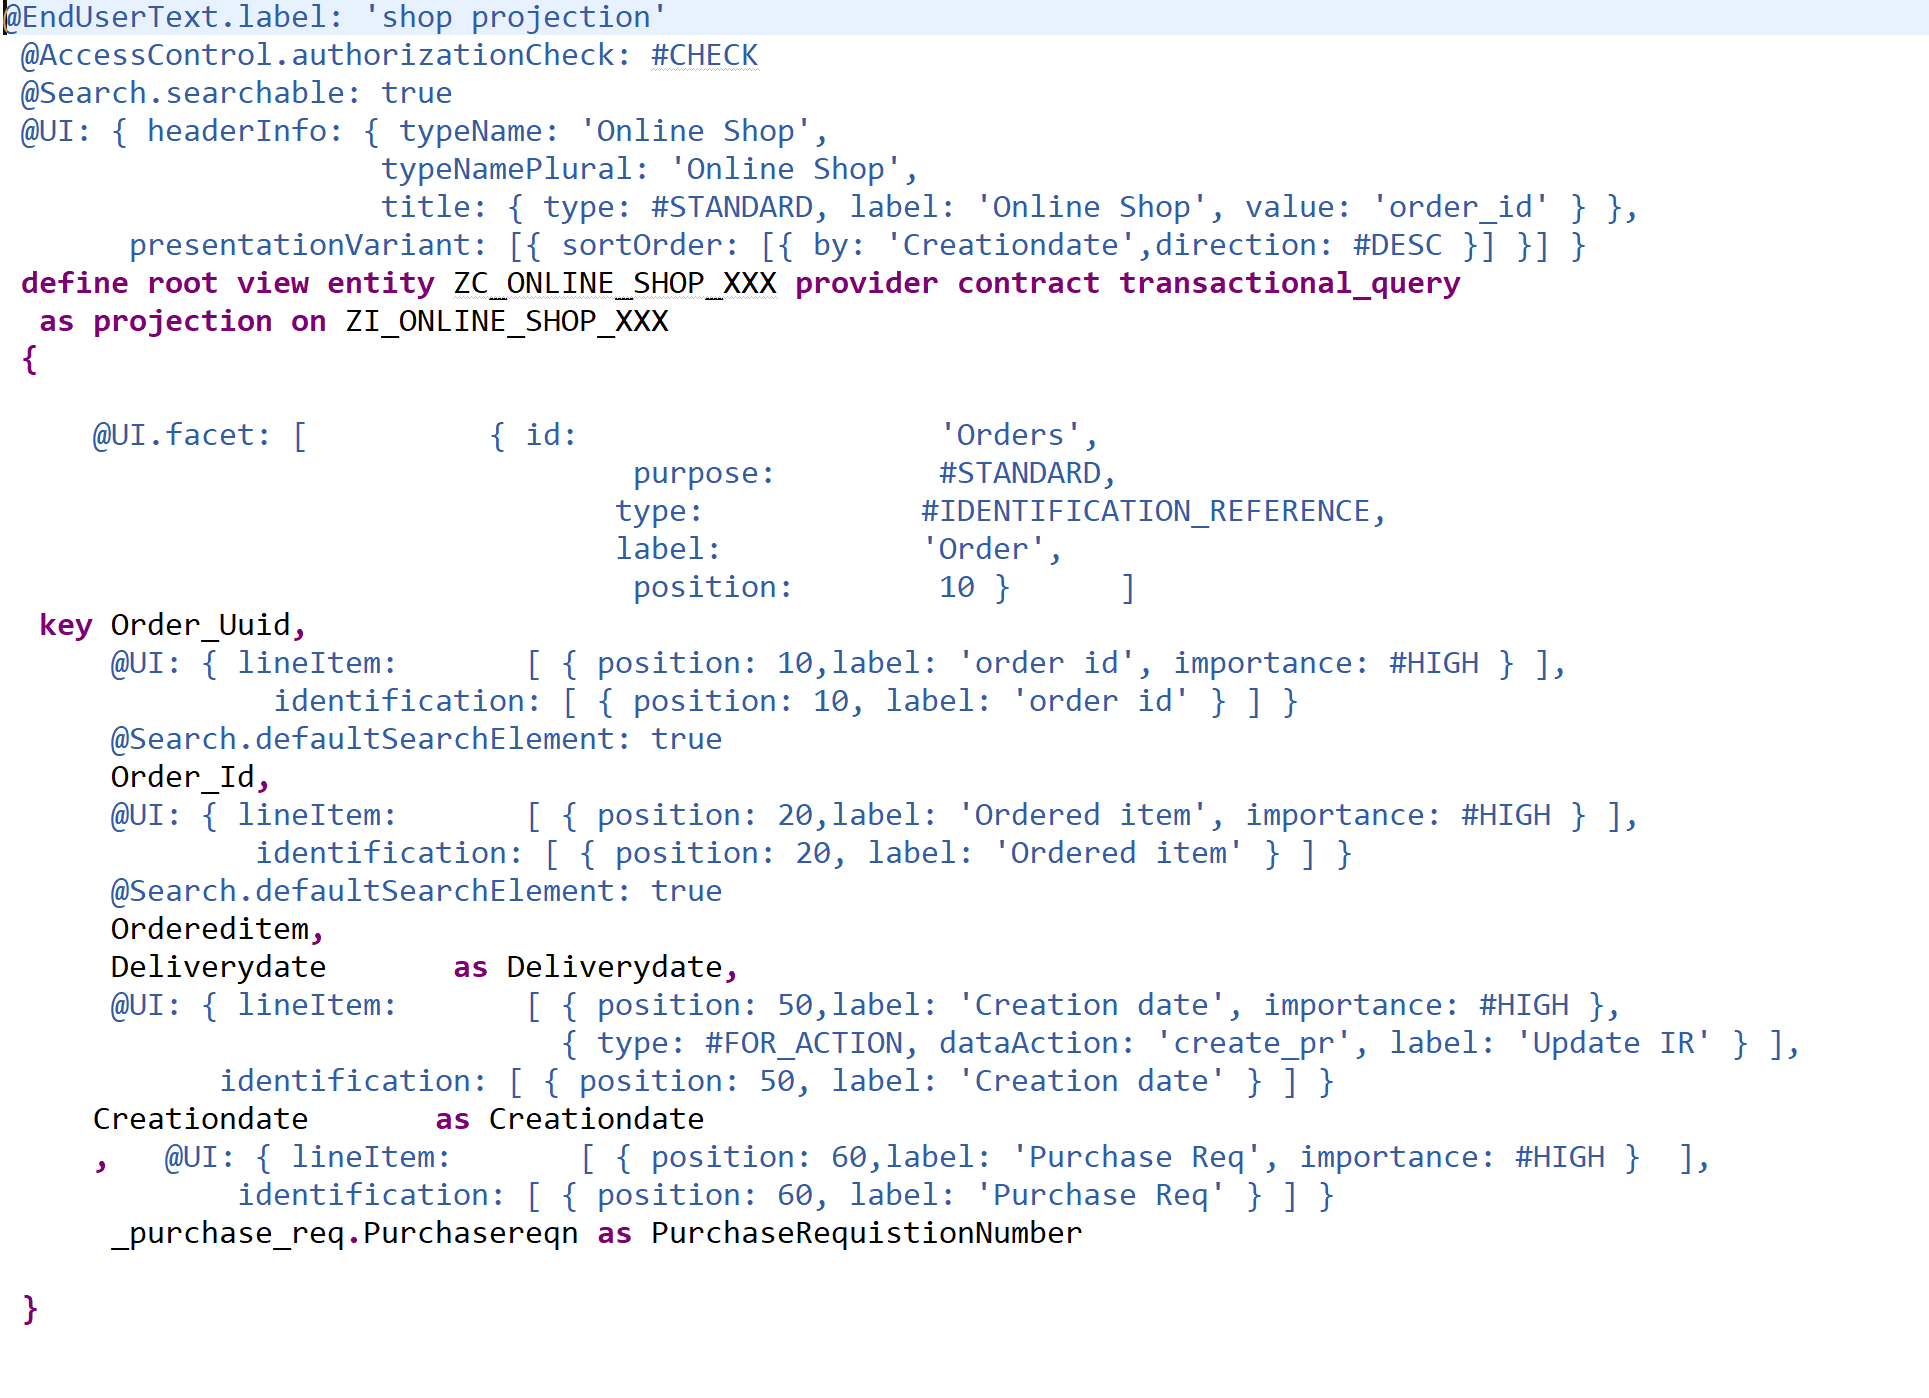 @EndUserText.label: 'shop projection'
@AccessControl.authorizationCheck: #CHECK
@Search.searchable: true
@UI: { headerInfo: { typeName: 'Online Shop',
typeNamePlural: 'Online Shop',
title: { type: #STANDARD, label: 'Online Shop', value: 'order_id' } },
presentationVariant: [{ sortOrder: [{ by: 'Creationdate',direction: #DESC }] }] }
define root view entity ZC_ONLINE_SHOP_XXX provider contract transactional_query
as projection on ZI_ONLINE_SHOP_XXX
{
@UI.facet: [ { id: 'Orders',
purpose: #STANDARD,
type: #IDENTIFICATION_REFERENCE,
label: 'Order',
position: 10 } ]
key Order_Uuid,
@UI: { lineItem: [ { position: 10,label: 'order id', importance: #HIGH } ],
identification: [ { position: 10, label: 'order id' } ] }
@Search.defaultSearchElement: true
Order_Id,
@UI: { lineItem: [ { position: 20,label: 'Ordered item', importance: #HIGH } ],
identification: [ { position: 20, label: 'Ordered item' } ] }
@Search.defaultSearchElement: true
Ordereditem,
Deliverydate as Deliverydate,
@UI: { lineItem: [ { position: 50,label: 'Creation date', importance: #HIGH },
{ type: #FOR_ACTION, dataAction: 'create_pr', label: 'Update IR' } ],
identification: [ { position: 50, label: 'Creation date' } ] }
Creationdate as Creationdate
, @UI: { lineItem: [ { position: 60,label: 'Purchase Req', importance: #HIGH } ],
identification: [ { position: 60, label: 'Purchase Req' } ] }
_purchase_req.Purchasereqn as PurchaseRequistionNumber
}